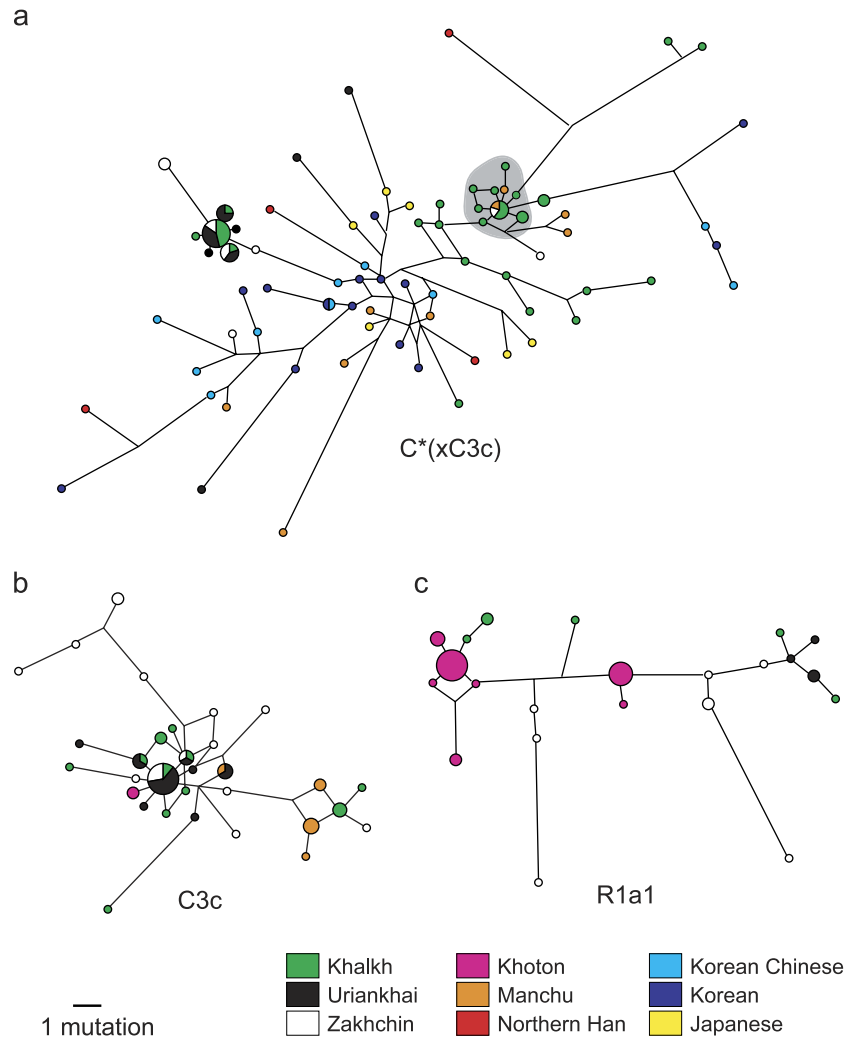 a
C*(xC3c)
b
c
C3c
R1a1
Khalkh
Khoton
Korean Chinese
Uriankhai
Manchu
Korean
1 mutation
Zakhchin
Northern Han
Japanese